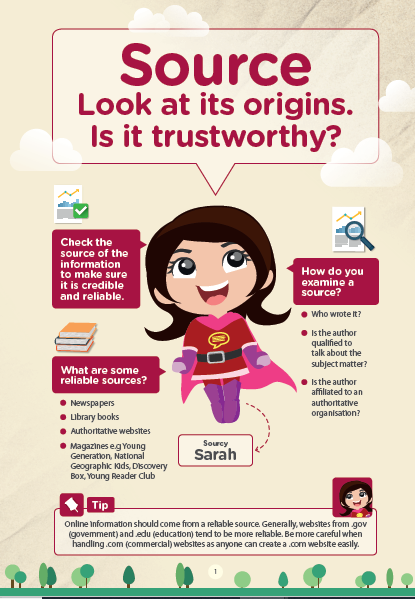 Source
Look at its origins.
Is it trustworthy?
Check the
source of the
information
to make sure
it is credible
and reliable.
How do you
examine a
source?
Who wrote it?
Is the author
qualified to
talk about the
subject matter?
Is the author
affiliated to an
authoritative
organisation?
What are some
reliable sources?
Newspapers
Library books
Authoritative websites
Magazines e.g Young
Generation, National
Geographic Kids, Discovery
Box, Young Reader Club
Sourcy
Sarah
Tip
Online information should come from a reliable source. Generally, websites from .gov
(government) and .edu (education) tend to be more reliable. Be more careful when
handling .com (commercial) websites as anyone can create a .com website easily.
1